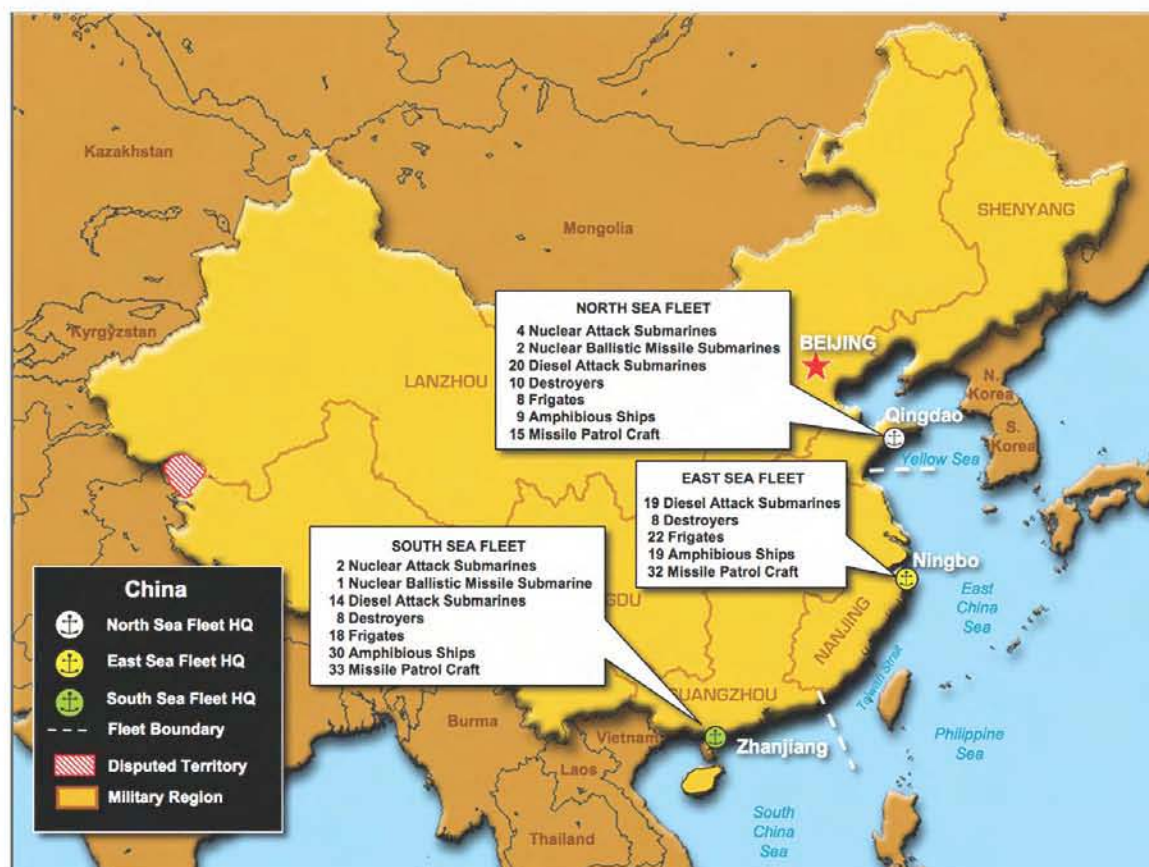 Kazakhstan
Mongolia
SHENYANG
Kyrgyzstan
LANZHOU
BEIJING
NORTH SEA FLEET
4 Nuclear Attack Submarines
2 Nuclear Ballistic Missile Submarines
20 Diesel Attack Submarines
10 Destroyers
8 Frigates
9 Amphibious Ships
15 Missile Patrol Craft
N.
Korea
S.
Korea
Qingdao
Yellow Sea
EAST SEA FLEET
19 Diesel Attack Submarines
8 Destroyers
22 Frigates
19 Amphibious Ships
32 Missile Patrol Craft
Ningbo
East
China
Sea
SOUTH SEA FLEET
2 Nuclear Attack Submarines
1 Nuclear Ballistic Missile Submarine
14 Diesel Attack Submarines
8 Destroyers
18 Frigates
30 Amphibious Ships
33 Missile Patrol Craft
NANJING
Taiwan Strait
GUANGZHOU
Zhanjiang
Philippine
Sea
Burma
Vietnam
Laos
Thailand
South
China
Sea
China
North Sea Fleet HQ
East Sea Fleet HQ
South Sea Fleet HQ
Fleet Boundary
Disputed Territory
Military Region